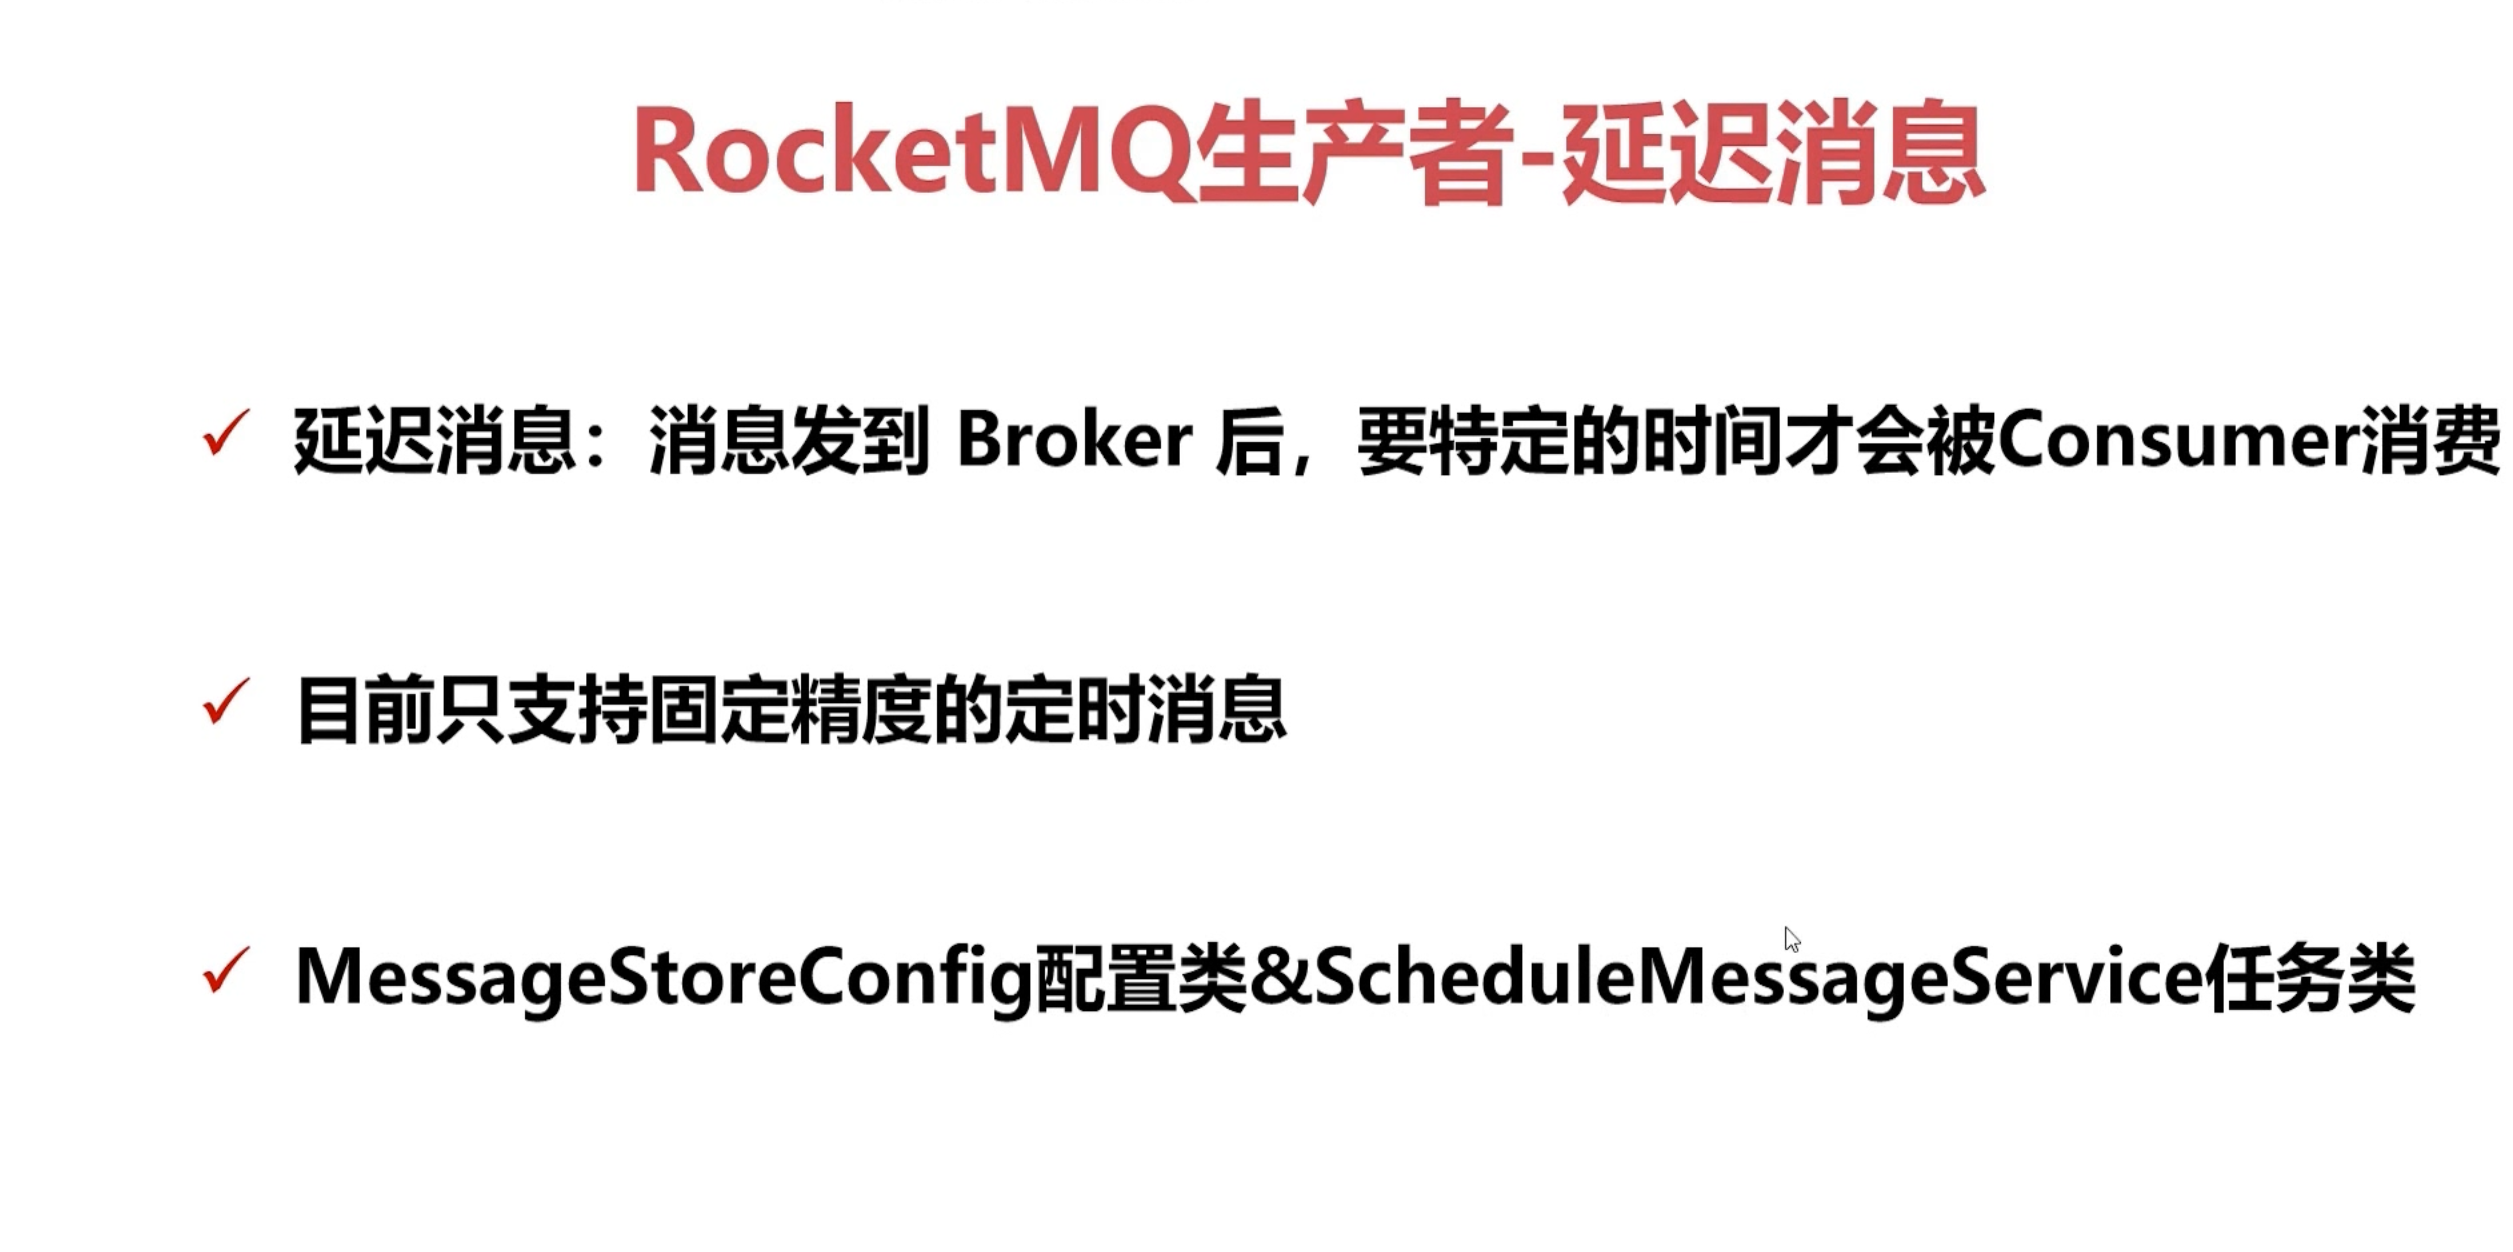 RocketMQ生产者-延迟消息
延迟消息：消息发到 Broker 后，要特定的时间才会被Consumer消费
目前只支持固定精度的定时消息
MessageStoreConfig配置类&ScheduleMessageService任务类